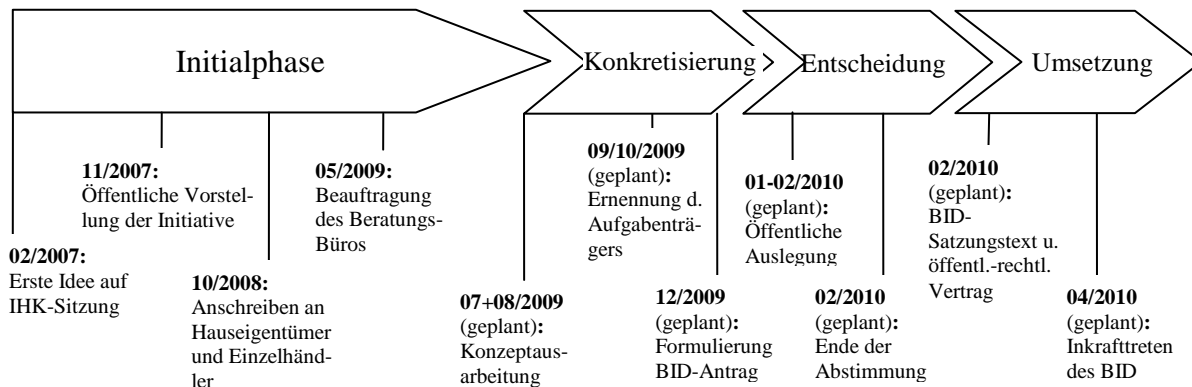 Initialphase
Konkretisierung
Entscheidung
Umsetzung
02/2007:
Erste Idee auf
IHK-Sitzung
11/2007:
Öffentliche Vorstel-
lung der Initiative
10/2008:
Anschreiben an
Hauseigentümer
und Einzelhänd-
ler
05/2009:
Beauftragung
des Beratungs-
Büros
07+08/2009
(geplant):
Konzeptaus-
arbeitung
09/10/2009
(geplant):
Ernennung d.
Aufgabenträ-
gers
12/2009
(geplant):
Formulierung
BID-Antrag
01-02/2010
(geplant):
Öffentliche
Auslegung
02/2010
(geplant):
Ende der
Abstimmung
02/2010
(geplant):
BID-
Satzungstext u.
öffentl.-rechtl.
Vertrag
04/2010
(geplant):
Inkrafttreten
des BID